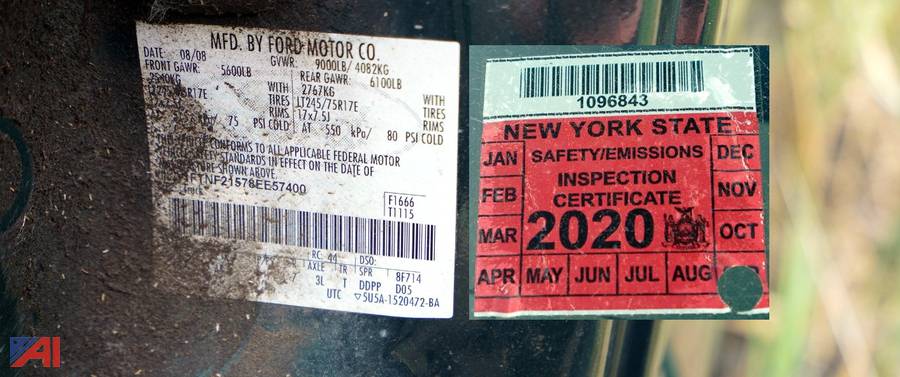 MFD. BY FORD MOTOR CO.
DATE: 08/08 GVWR: 9000LB/ 4082KG
FRONT GAWR: 5600LB REAR GAWR: 6100LB
2540KG WITH 2767KG WITH
TIRES LT245/75R17E TIRES
RIMS 17x7.5J RIMS
75 PSI COLD AT 550 kPa/ 80 PSI COLD
CONFORMS TO ALL APPLICABLE FEDERAL MOTOR
STANDARDS IN EFFECT ON THE DATE OF
SHOWN ABOVE.
F1666
T1115
RC: 44 DSO:
AXLE TR SPR 8F714
3L T DDPP D05
UTC ▽5U5A-1520472-BA
1096843
NEW YORK STATE
JAN SAFETY/EMISSIONS DEC
FEB INSPECTION NOV
CERTIFICATE
MAR 2020 OCT
APR MAY JUN JUL AUG
AI